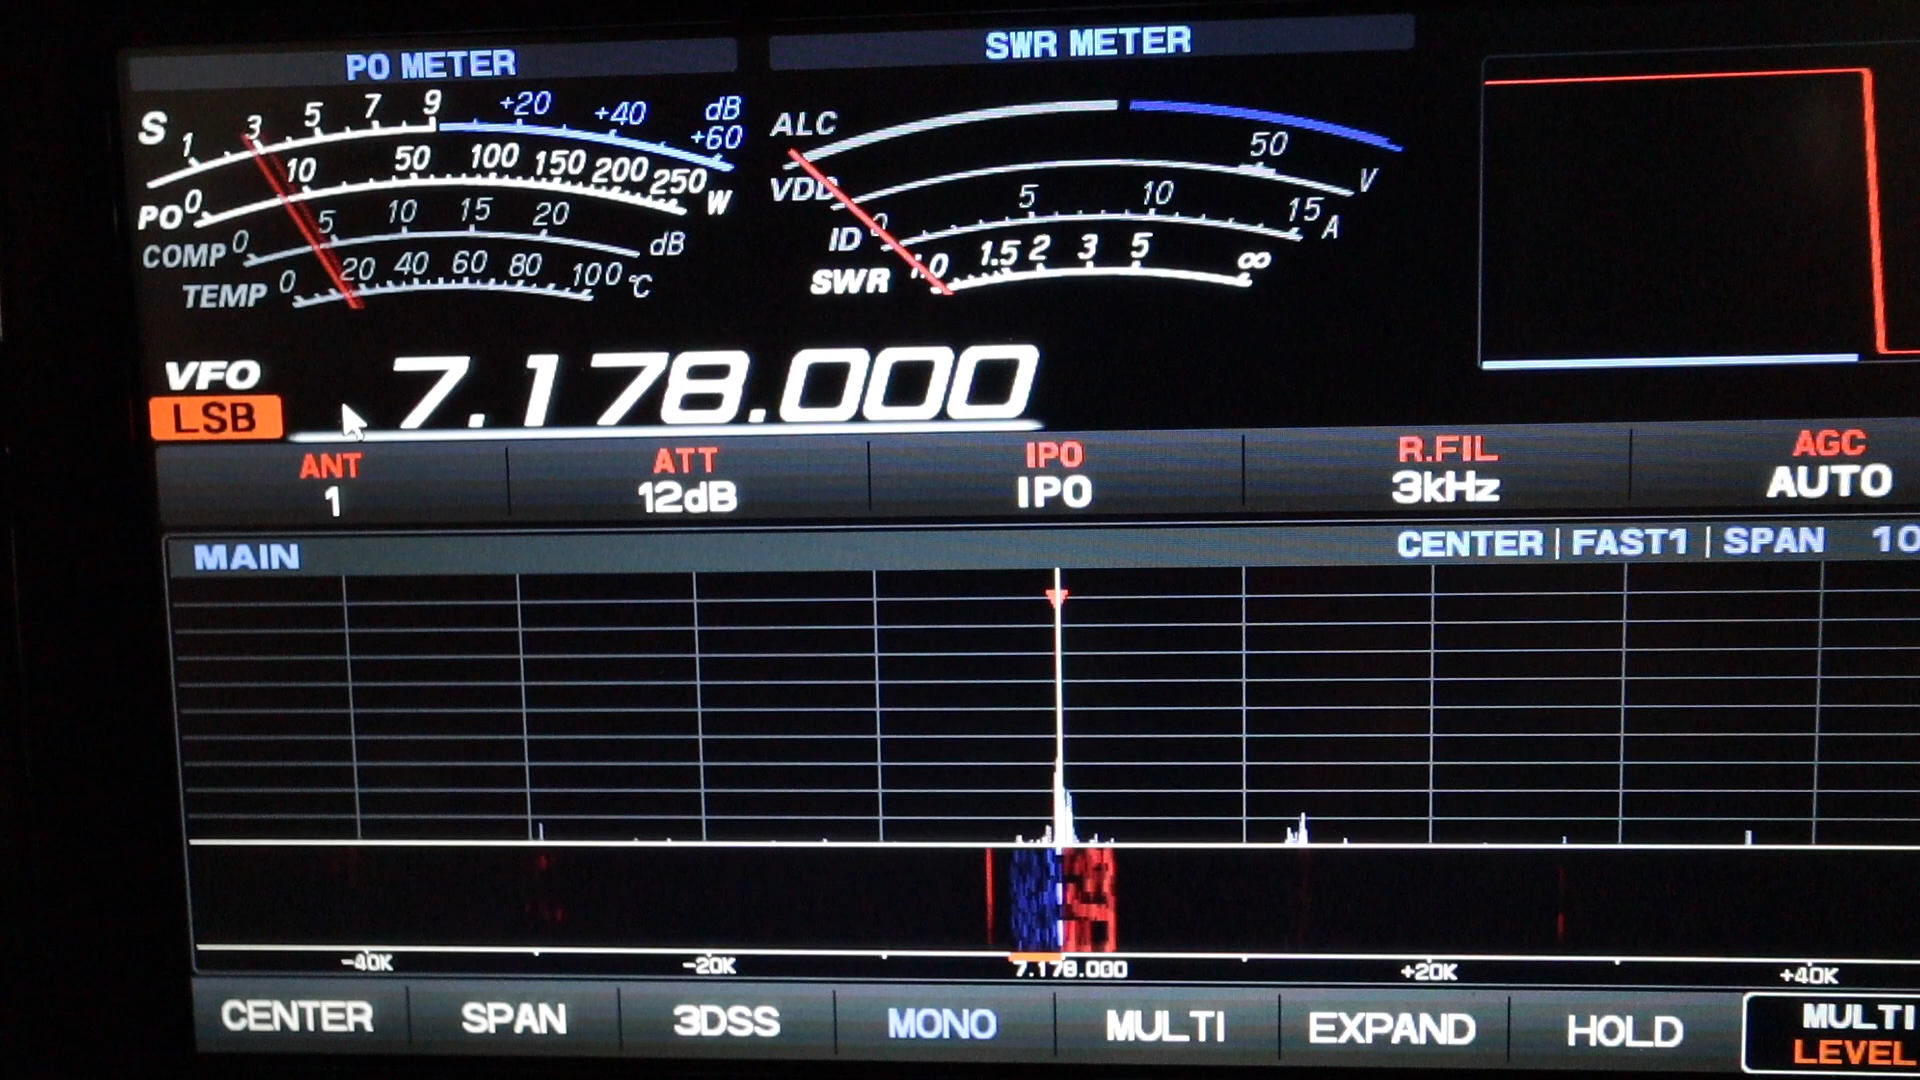 PO METER
SWR METER
S 1 3 5 7 9 +20 +40 +60 dB
PO 0 10 50 100 150 200 250 W
COMP 0 5 10 15 20 dB
TEMP 0 20 40 60 80 100 °C
ALC
VDD 50 V
ID 0 5 10 15 A
SWR 1.0 1.5 2 3 5 ∞
VFO
LSB
7.178.000
ANT
1
ATT
12dB
IPO
IPO
R.FIL
3kHz
AGC
AUTO
MAIN
CENTER | FAST1 | SPAN 10
-40K -20K 7.178.000 +20K +40K
CENTER SPAN 3DSS MONO MULTI EXPAND HOLD MULTI
LEVEL